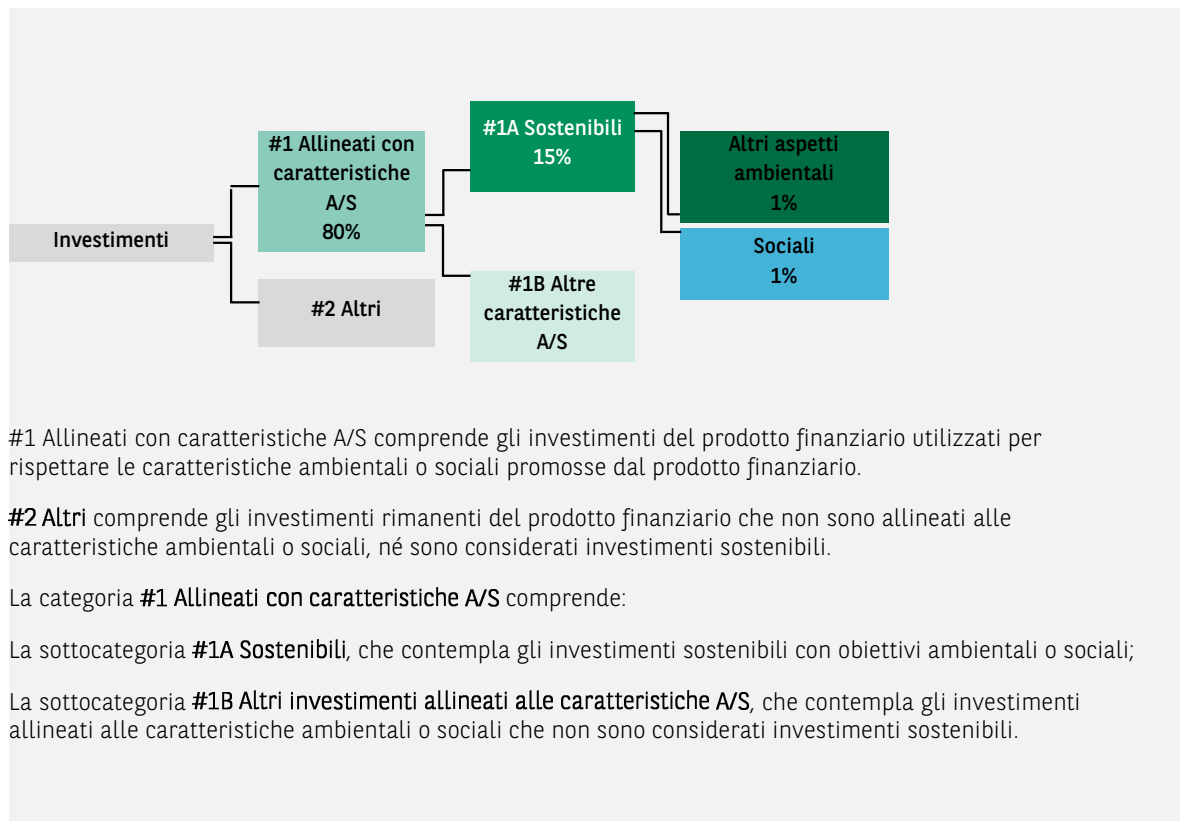 #1A Sostenibili
15%
#1 Allineati con
caratteristiche
A/S
80%
Altri aspetti
ambientali
1%
Investimenti
Sociali
1%
#2 Altri
#1B Altre
caratteristiche
A/S
#1 Allineati con caratteristiche A/S comprende gli investimenti del prodotto finanziario utilizzati per
rispettare le caratteristiche ambientali o sociali promosse dal prodotto finanziario.
#2 Altri comprende gli investimenti rimanenti del prodotto finanziario che non sono allineati alle
caratteristiche ambientali o sociali, né sono considerati investimenti sostenibili.
La categoria #1 Allineati con caratteristiche A/S comprende:
La sottocategoria #1A Sostenibili, che contempla gli investimenti sostenibili con obiettivi ambientali o sociali;
La sottocategoria #1B Altri investimenti allineati alle caratteristiche A/S, che contempla gli investimenti
allineati alle caratteristiche ambientali o sociali che non sono considerati investimenti sostenibili.